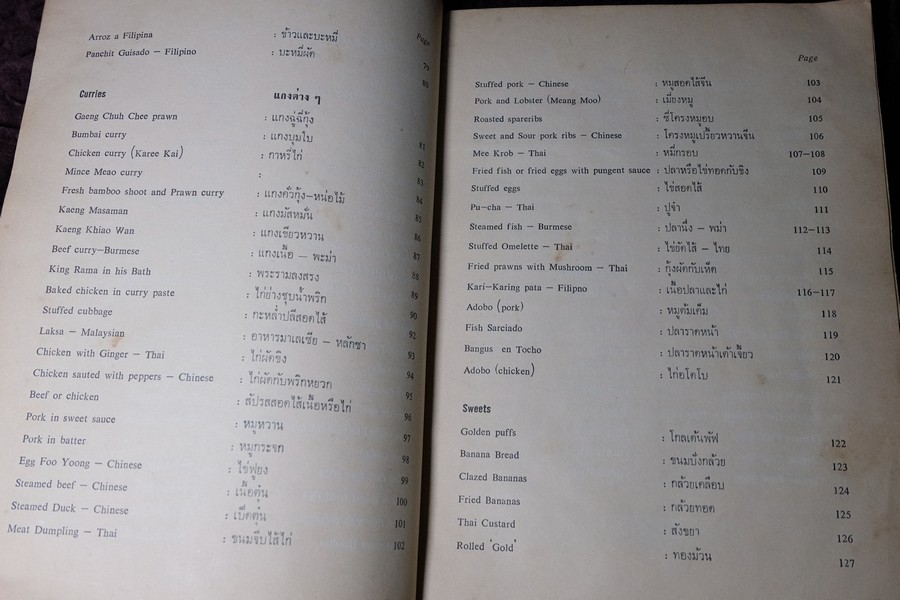 Page
Arroz a Filipina : ข้าวและบะหมี่ 79
Panchit Guisado — Filipino : บะหมี่ผัด 80
Curries แกงต่าง ๆ
Gaeng Chuh Chee prawn : แกงฉู่ฉี่กุ้ง 81
Bumbai curry : แกงบุมไบ 82
Chicken curry (Karee Kai) : กาหรี่ไก่ 83
Mince Meao curry : 84
Fresh bamboo shoot and Prawn curry : แกงคั่วกุ้ง—หน่อไม้ 85
Kaeng Masaman : แกงมัสหมั่น 86
Kaeng Khiao Wan : แกงเขียวหวาน 87
Beef curry—Burmese : แกงเนื้อ — พะม่า 88
King Rama in his Bath : พระรามลงสรง 89
Baked chicken in curry paste : ไก่ย่างชุบน้ำพริก 90
Stuffed cubbage : กะหล่ำปลีสอดไส้ 92
Laksa — Malaysian : อาหารมาเลเซีย — หลักซา 93
Chicken with Ginger — Thai : ไก่ผัดขิง 94
Chicken sauted with peppers — Chinese : ไก่ผัดกับพริกหยวก 95
Beef or chicken : สัปรสสอดไส้เนื้อหรือไก่ 96
Pork in sweet sauce : หมูหวาน 97
Pork in batter : หมูกระจก 98
Egg Foo Yoong — Chinese : ไข่ฟูยง 99
Steamed beef — Chinese : เนื้อตุ๋น 100
Steamed Duck — Chinese : เป็ดตุ๋น 101
Meat Dumpling — Thai : ขนมจีบไส้ไก่ 102
Page
Stuffed pork — Chinese : หมูสอดไส้จีน 103
Pork and Lobster (Meang Moo) : เมี่ยงหมู 104
Roasted spareribs : ซี่โครงหมูอบ 105
Sweet and Sour pork ribs — Chinese : โครงหมูเปรี้ยวหวานจีน 106
Mee Krob — Thai : หมี่กรอบ 107—108
Fried fish or fried eggs with pungent sauce : ปลาหรือไข่ทอดกับขิง 109
Stuffed eggs : ไข่สอดไส้ 110
Pu-cha — Thai : ปูจ๋า 111
Steamed fish — Burmese : ปลานึ่ง — พม่า 112—113
Stuffed Omelette — Thai : ไข่ยัดไส้ — ไทย 114
Fried prawns with Mushroom — Thai : กุ้งผัดกับเห็ด 115
Kari—Karing pata — Filipno : เนื้อปลาและไก่ 116—117
Adobo (pork) : หมูต้มเค็ม 118
Fish Sarciado : ปลาราดหน้า 119
Bangus en Tocho : ปลาราดหน้าเต้าเจี้ยว 120
Adobo (chicken) : ไก่อโดโบ 121
Sweets
Golden puffs : โกลเด้นพัฟ 122
Banana Bread : ขนมปังกล้วย 123
Clazed Bananas : กล้วยเคลือบ 124
Fried Bananas : กล้วยทอด 125
Thai Custard : สังขยา 126
Rolled "Gold" : ทองม้วน 127